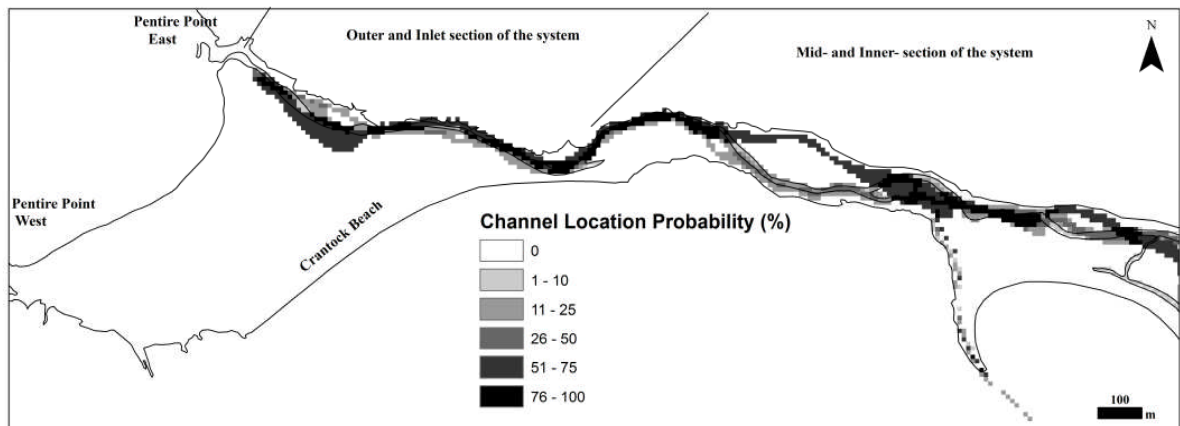 Pentire Point
East
Outer and Inlet section of the system
Mid- and Inner- section of the system
N
Pentire Point
West
Crantock Beach
Channel Location Probability (%)
0
1 - 10
11 - 25
26 - 50
51 - 75
76 - 100
100
m